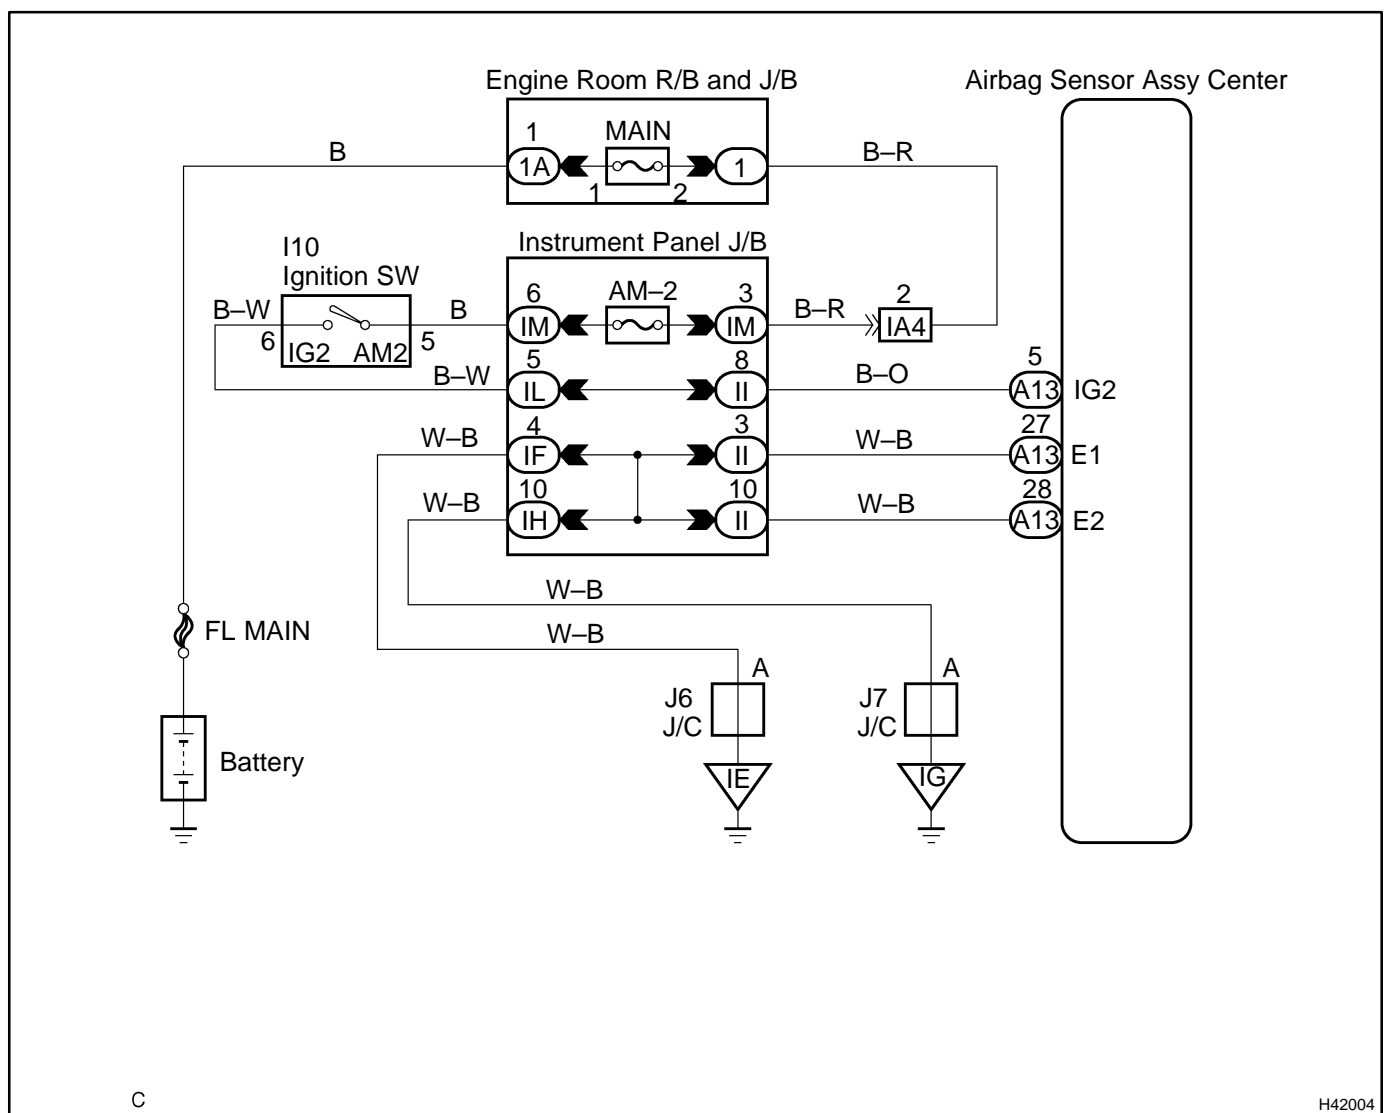 Engine Room R/B and J/B
Airbag Sensor Assy Center
1
MAIN
B
1A
1
B–R
1
2
Instrument Panel J/B
I10
Ignition SW
6
AM–2
3
2
B–W
B
IM
IM
B–R
IA4
6
IG2
AM2
5
5
8
5
B–W
IL
II
B–O
A13
IG2
4
3
27
W–B
IF
II
W–B
A13
E1
10
10
28
W–B
IH
II
W–B
A13
E2
W–B
W–B
FL MAIN
A
A
J6
J/C
J7
J/C
Battery
IE
IG
C
H42004